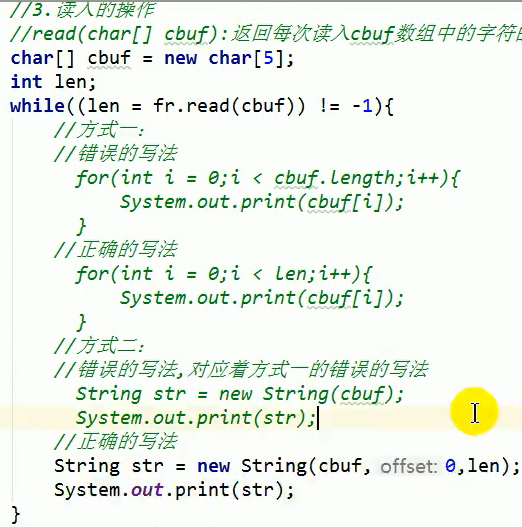 //3.读入的操作
//read(char[] cbuf):返回每次读入cbuf数组中的字符
char[] cbuf = new char[5];
int len;
while((len = fr.read(cbuf)) != -1){
//方式一：
//错误的写法
for(int i = 0;i < cbuf.length;i++){
System.out.print(cbuf[i]);
}
//正确的写法
for(int i = 0;i < len;i++){
System.out.print(cbuf[i]);
}
//方式二：
//错误的写法,对应着方式一的错误的写法
String str = new String(cbuf);
System.out.print(str);
//正确的写法
String str = new String(cbuf, offset: 0,len);
System.out.print(str);
}